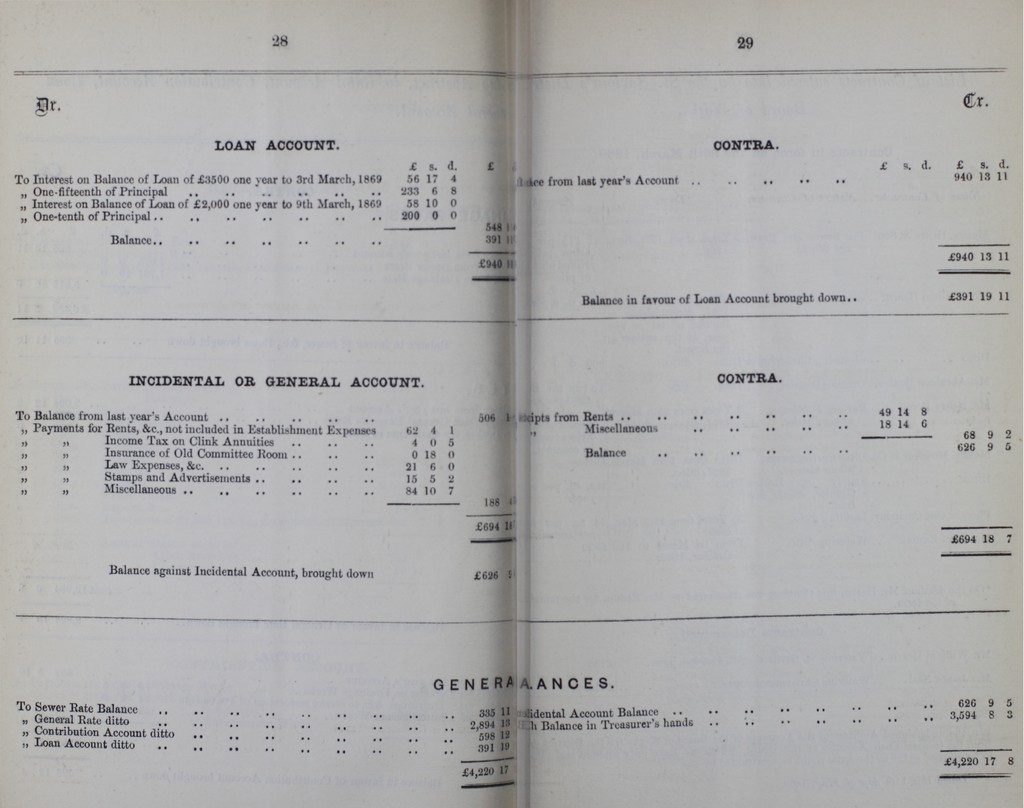 28
Dr.
LOAN ACCOUNT.
£ s. d. £
To Interest on Balance of Loan of £3500 one year to 3rd March, 1869 56 17 4
„ One-fifteenth of Principal .. .. .. .. .. .. 233 6 8
„ Interest on Balance of Loan of £2,000 one year to 9th March, 1869 58 10 0
„ One-tenth of Principal .. .. .. .. .. .. .. 200 0 0
548
Balance.. .. .. .. .. .. .. 391
£940
INCIDENTAL OR GENERAL ACCOUNT.
To Balance from last year's Account .. .. .. .. .. 506
„ Payments for Rents, &c., not included in Establishment Expenses 62 4 1
„ „ Income Tax on Clink Annuities .. .. .. 4 0 5
„ „ Insurance of Old Committee Room .. .. .. 0 18 0
„ „ Law Expenses, &c. .. .. .. .. .. 21 6 0
„ „ Stamps and Advertisements .. .. .. .. 15 5 2
„ „ Miscellaneous .. .. .. .. .. .. 84 10 7
188
£694
Balance against Incidental Account, brought down £626
GENERA
To Sewer Rate Balance .. .. .. .. .. .. .. .. .. 335 11
„ General Rate ditto .. .. .. .. .. .. .. .. .. 2,894 13
„ Contribution Account ditto .. .. .. .. .. .. .. .. 598 12
„ Loan Account ditto .. .. .. .. .. .. .. .. .. 391 19
£4,220 17
29
Cr.
CONTRA.
£ s. d. £ s. d.
from last year's Account .. .. .. .. .. 940 13 11
£940 13 11
Balance in favour of Loan Account brought down.. £391 19 11
CONTRA.
from Rents .. .. .. .. .. .. .. 49 14 8
„ Miscellaneous .. .. .. .. .. 18 14 6
68 9 2
Balance .. .. .. .. .. .. 626 9 5
£694 18 7
ANCES.
Account Balance .. .. .. .. .. .. .. .. 626 9 5
Balance in Treasurer's hands .. .. .. .. .. .. .. 3,594 8 3
£4,220 17 8